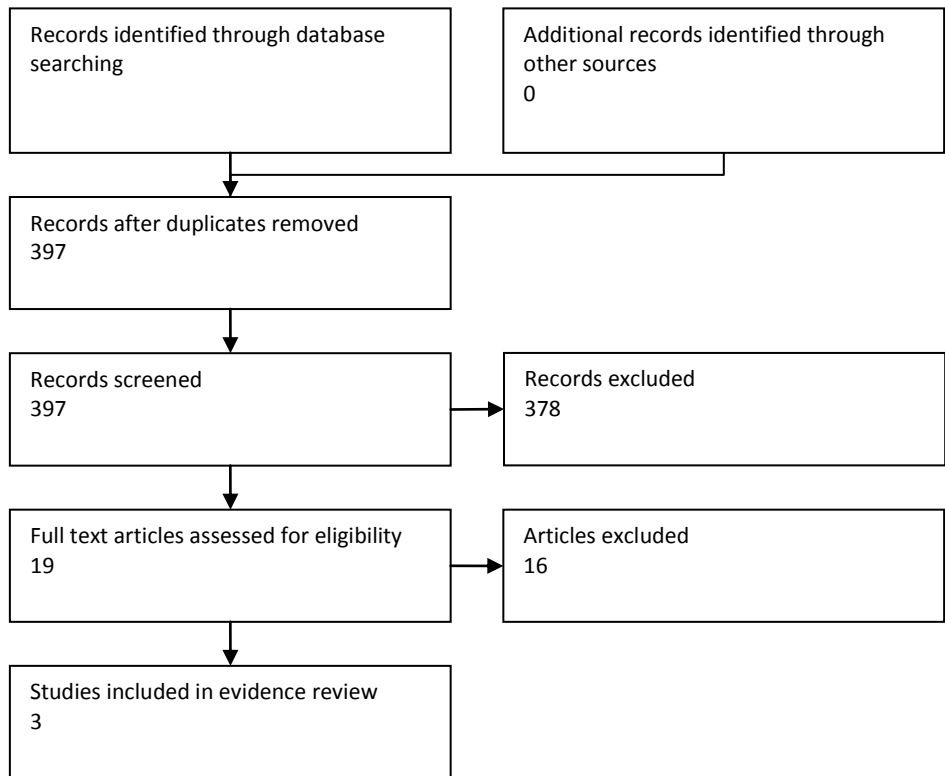 Records identified through database
searching
Additional records identified through
other sources
0
Records after duplicates removed
397
Records screened
397
Records excluded
378
Full text articles assessed for eligibility
19
Articles excluded
16
Studies included in evidence review
3